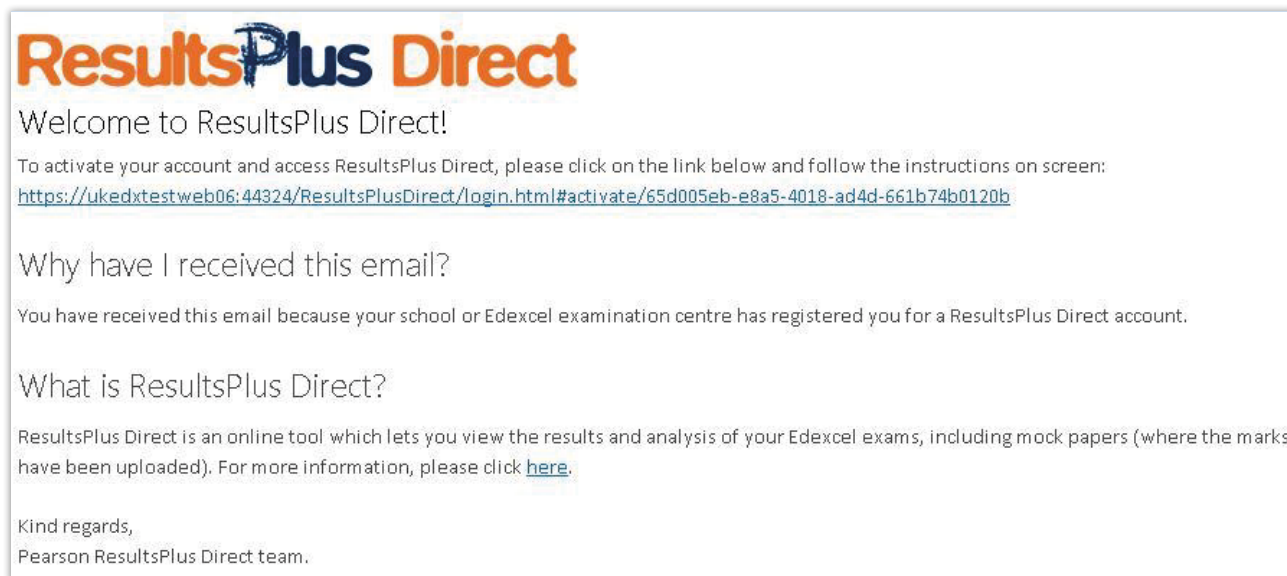 ResultsPlus Direct
Welcome to ResultsPlus Direct!
To activate your account and access ResultsPlus Direct, please click on the link below and follow the instructions on screen:
https://ukedxtestweb06:44324/ResultsPlusDirect/login.html#activate/65d005eb-e8a5-4018-ad4d-661b74b0120b
Why have I received this email?
You have received this email because your school or Edexcel examination centre has registered you for a ResultsPlus Direct account.
What is ResultsPlus Direct?
ResultsPlus Direct is an online tool which lets you view the results and analysis of your Edexcel exams, including mock papers (where the marks
have been uploaded). For more information, please click here.
Kind regards,
Pearson ResultsPlus Direct team.